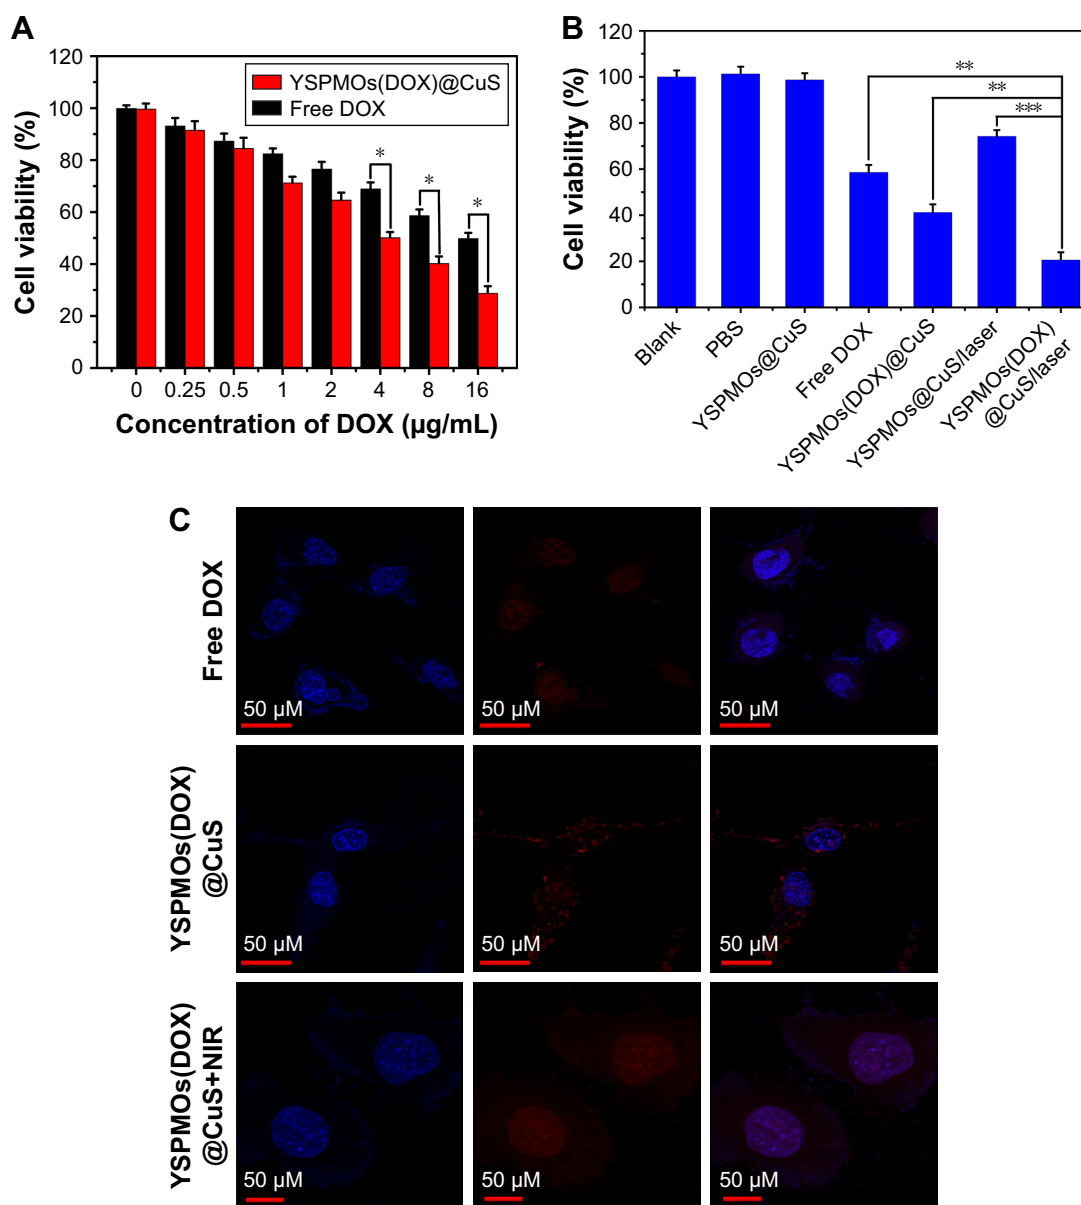 A
120
100
80
60
40
20
0
Cell viability (%)
YSPMOs(DOX)@CuS
Free DOX
*
*
*
0 0.25 0.5 1 2 4 8 16
Concentration of DOX (µg/mL)
B
120
100
80
60
40
20
0
Cell viability (%)
**
**
***
Blank
PBS
YSPMOs@CuS
Free DOX
YSPMOs(DOX)@CuS
YSPMOs@CuS/laser
YSPMOs(DOX)
@CuS/laser
C
Free DOX
50 µM
50 µM
50 µM
YSPMOs(DOX)
@CuS
50 µM
50 µM
50 µM
YSPMOs(DOX)
@CuS+NIR
50 µM
50 µM
50 µM